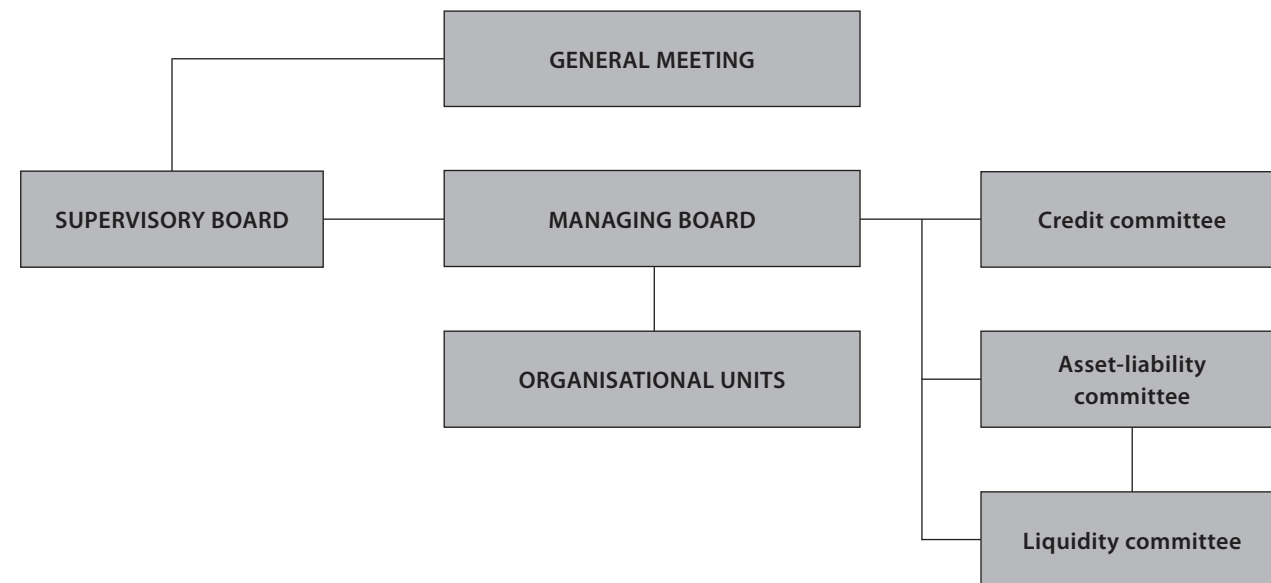 GENERAL MEETING
SUPERVISORY BOARD
MANAGING BOARD
Credit committee
ORGANISATIONAL UNITS
Asset-liability
committee
Liquidity committee